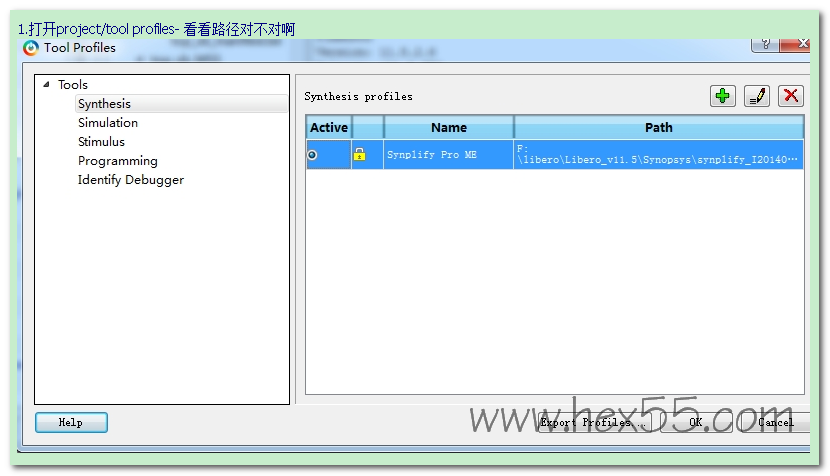 1.打开project/tool profiles- 看看路径对不对啊
Tool Profiles
Tools
Synthesis
Simulation
Stimulus
Programming
Identify Debugger
Synthesis profiles
Active Name Path
Synplify Pro ME
F:
\libero\Libero_v11.5\Synopsys\synplify_I20140...
www.hex55.com
Help Export Profiles... OK Cancel